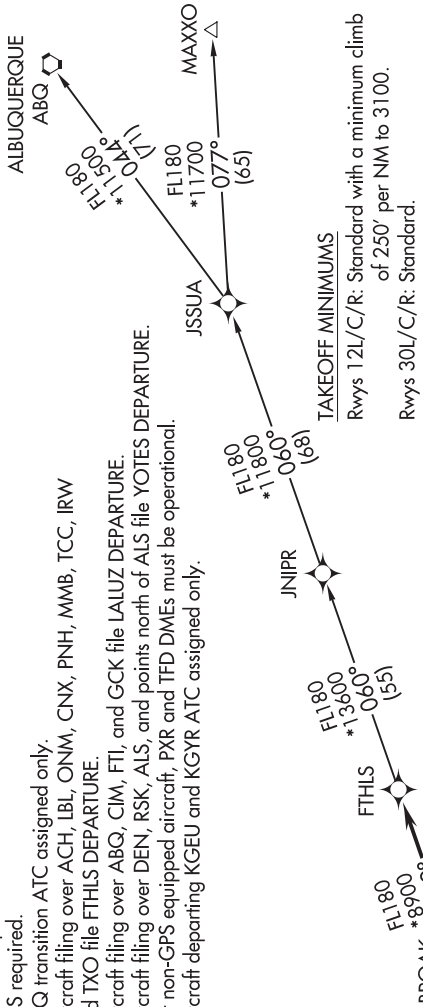 ALBUQUERQUE
ABQ
MAXXO
FL180
*11500
044°
(71)
FL180
*11700
077°
(65)
JSSUA
FL180
*11800
060°
(68)
JNIPR
FL180
*13600
060°
(55)
FTHLS
FL180
*8900
TAKEOFF MINIMUMS
Rwys 12L/C/R: Standard with a minimum climb
of 250' per NM to 3100.
Rwys 30L/C/R: Standard.
S required.
Q transition ATC assigned only.
craft filing over ACH, LBL, ONM, CNX, PNH, MMB, TCC, IRW
d TXO file FTHLS DEPARTURE.
craft filing over ABQ, CIM, FTI, and GCK file LALUZ DEPARTURE.
craft filing over DEN, RSK, ALS, and points north of ALS file YOTES DEPARTURE.
r non-GPS equipped aircraft, PXR and TFD DMEs must be operational.
craft departing KGEU and KGYR ATC assigned only.